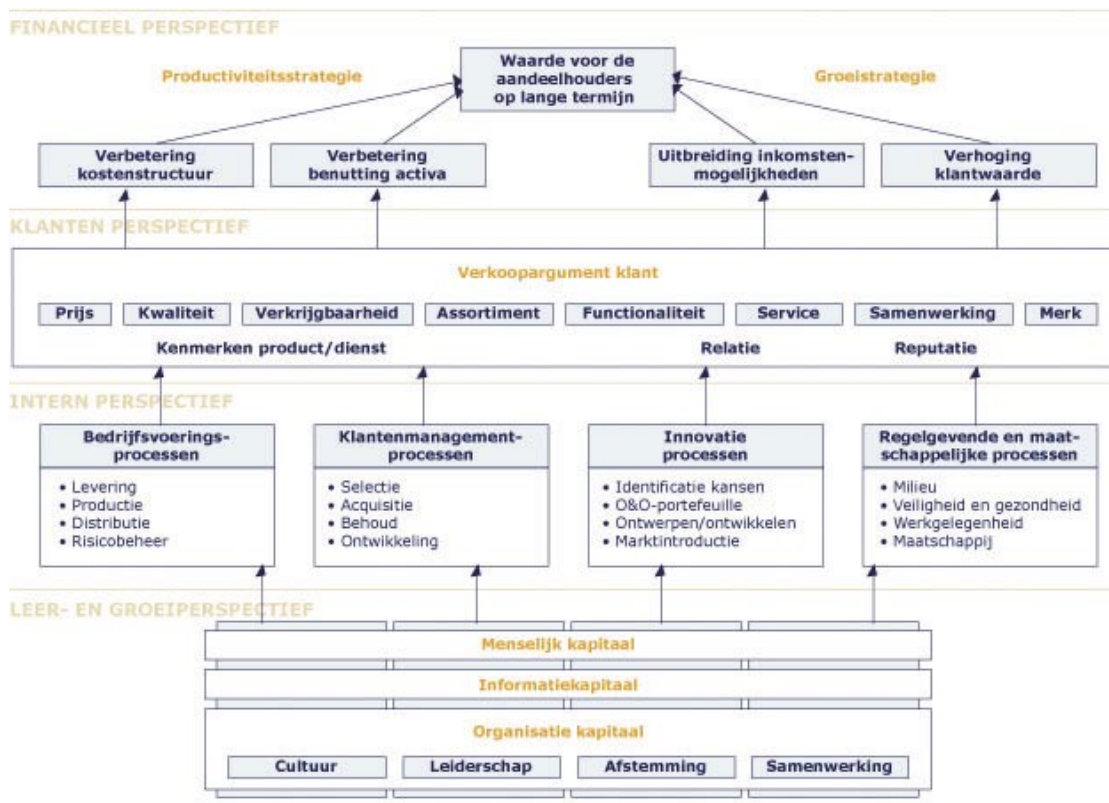 FINANCIEEL PERSPECTIEF
Productiviteitsstrategie
Waarde voor de
aandeelhouders
op lange termijn
Groeistrategie
Verbetering
kostenstructuur
Verbetering
benutting activa
Uitbreiding inkomsten-
mogelijkheden
Verhoging
klantwaarde
KLANTEN PERSPECTIEF
Verkoopargument klant
Prijs Kwaliteit Verkrijgbaarheid Assortiment Functionaliteit Service Samenwerking Merk
Kenmerken product/dienst Relatie Reputatie
INTERN PERSPECTIEF
Bedrijfsvoerings-
processen
• Levering
• Productie
• Distributie
• Risicobeheer
Klantenmanagement-
processen
• Selectie
• Acquisitie
• Behoud
• Ontwikkeling
Innovatie
processen
• Identificatie kansen
• O&O-portefeuille
• Ontwerpen/ontwikkelen
• Marktintroductie
Regelgevende en maat-
schappelijke processen
• Milieu
• Veiligheid en gezondheid
• Werkgelegenheid
• Maatschappij
LEER- EN GROEIPERSPECTIEF
Menselijk kapitaal
Informatiekapitaal
Organisatie kapitaal
Cultuur Leiderschap Afstemming Samenwerking